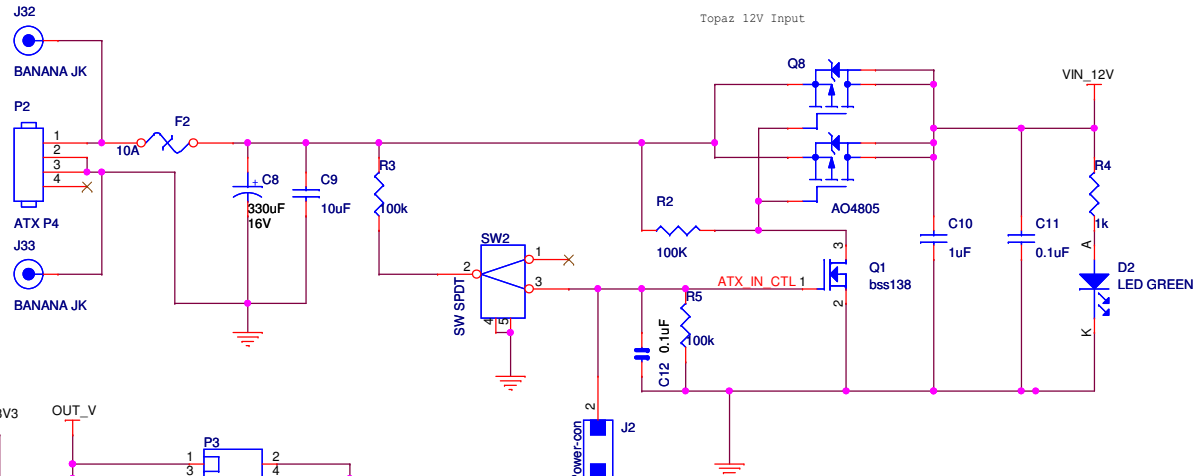 J32
Topaz 12V Input
BANANA JK
Q8
VIN_12V
P2
F2
1
10A
2
3
4
C8
+
330uF
16V
C9
10uF
R3
100k
R2
100K
AO4805
R4
1k
ATX P4
J33
BANANA JK
SW2
1
2
3
SW SPDT
4
5
ATX_IN_CTL
1
3
2
Q1
bss138
C10
1uF
C11
0.1uF
A
D2
LED GREEN
K
R5
100k
0.1uF
C12
2
J2
ower-con
3V3
OUT_V
P3
1
2
3
4